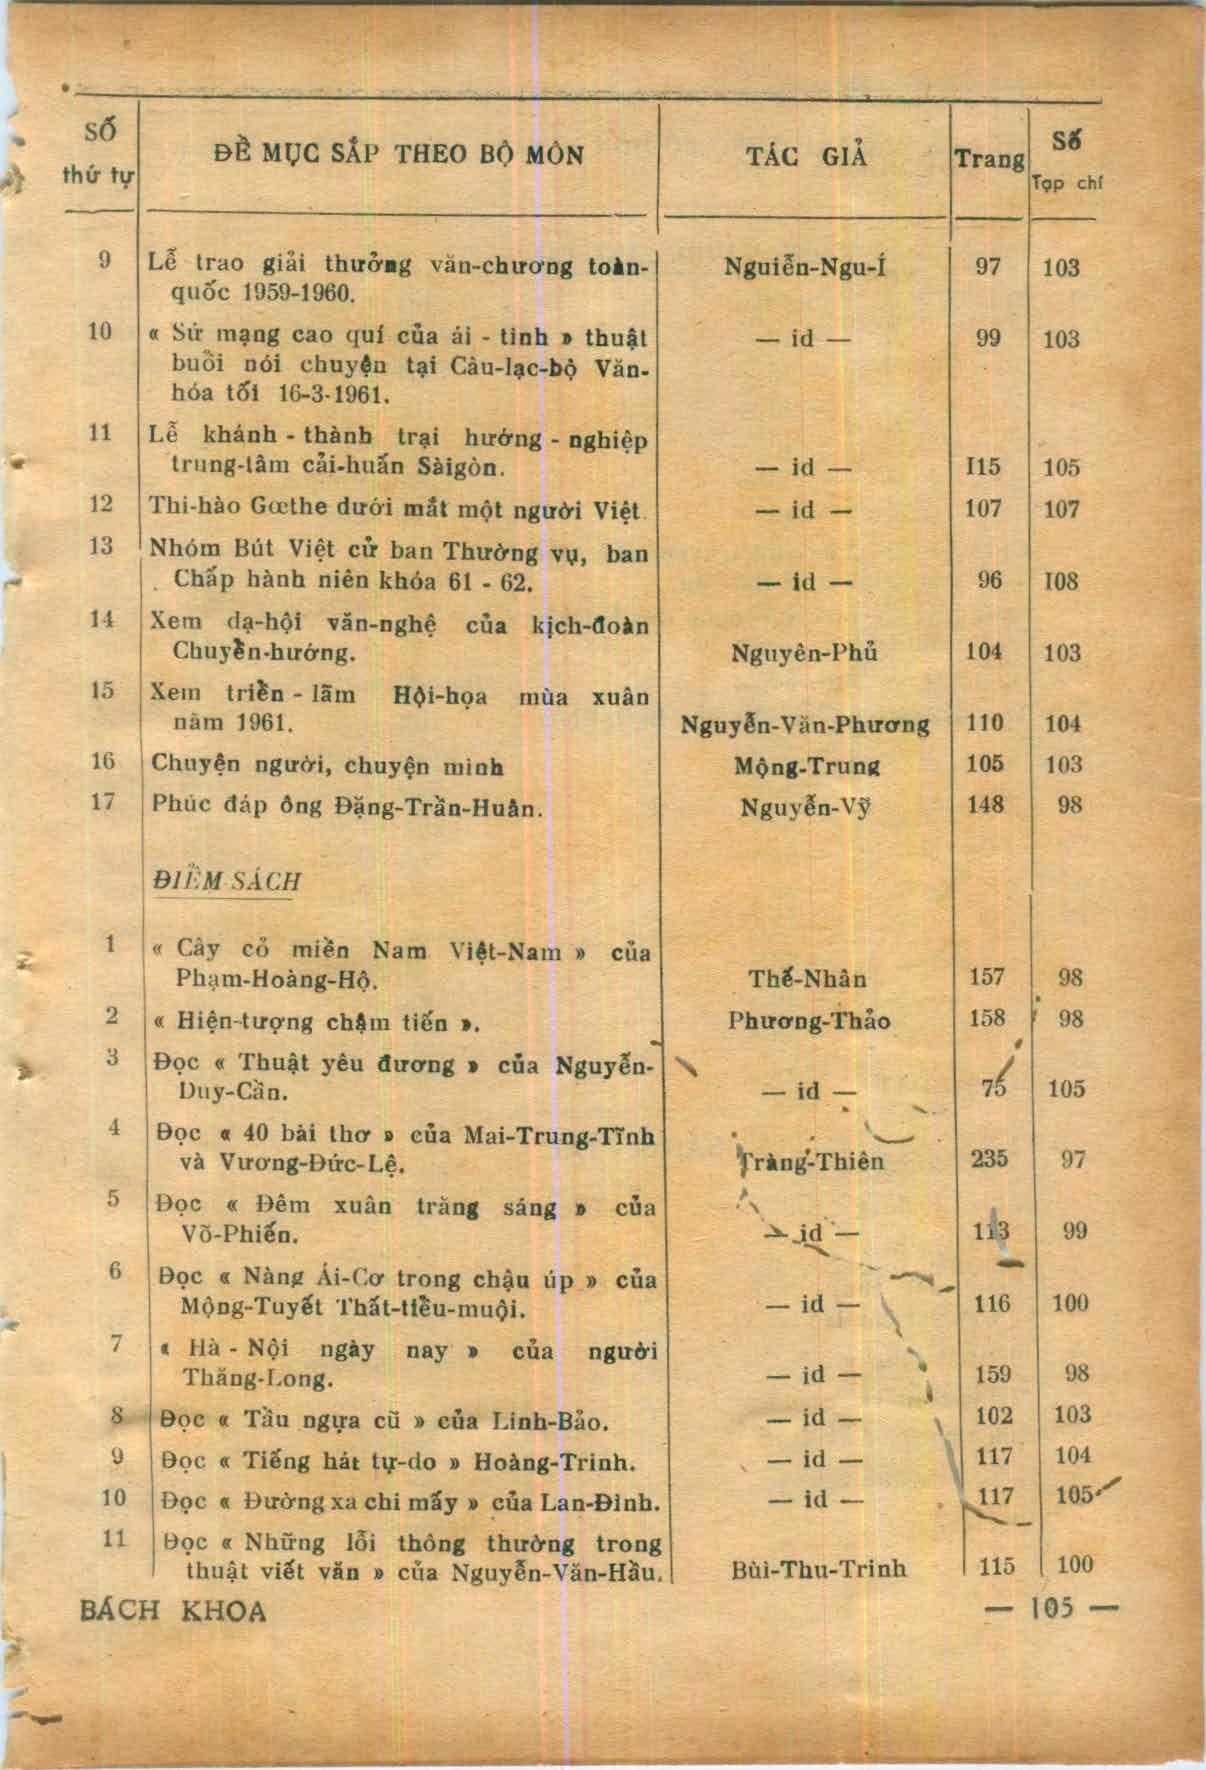 Số thứ tự | ĐỀ MỤC SẮP THEO BỘ MÔN | TÁC GIẢ | Trang | Số Tạp chí
9 Lễ trao giải thưởng văn-chương toàn- Nguiễn-Ngu-Í 97 103
quốc 1959-1960.
10 « Sứ mạng cao quí của ái - tình » thuật — id — 99 103
buổi nói chuyện tại Câu-lạc-bộ Văn-
hóa tối 16-3-1961.
11 Lễ khánh - thành trại hướng - nghiệp
trung-tâm cải-huấn Sàigòn. — id — I15 105
12 Thi-hào Gœthe dưới mắt một người Việt. — id — 107 107
13 Nhóm Bút Việt cử ban Thường vụ, ban
Chấp hành niên khóa 61 - 62. — id — 96 I08
14 Xem dạ-hội văn-nghệ của kịch-đoàn
Chuyển-hướng. Nguyên-Phủ 104 103
15 Xem triển - lãm Hội-họa mùa xuân
năm 1961. Nguyễn-Văn-Phương 110 104
16 Chuyện người, chuyện mình Mộng-Trung 105 103
17 Phúc đáp ông Đặng-Trần-Huân. Nguyễn-Vỹ 148 98
ĐIỂM SÁCH
1 « Cây cỏ miền Nam Việt-Nam » của
Phạm-Hoàng-Hộ. Thế-Nhân 157 98
2 « Hiện-tượng chậm tiến ». Phương-Thảo 158 98
3 Đọc « Thuật yêu đương » của Nguyễn-
Duy-Cần. — id — 75 105
4 Đọc « 40 bài thơ » của Mai-Trung-Tĩnh
và Vương-Đức-Lệ. Tràng-Thiên 235 97
5 Đọc « Đêm xuân trăng sáng » của
Võ-Phiến. — id — 113 99
6 Đọc « Nàng Ái-Cơ trong chậu úp » của
Mộng-Tuyết Thất-tiểu-muội. — id — 116 100
7 « Hà - Nội ngày nay » của người
Thăng-Long. — id — 159 98
8 Đọc « Tầu ngựa cũ » của Linh-Bảo. — id — 102 103
9 Đọc « Tiếng hát tự-do » Hoàng-Trinh. — id — 117 104
10 Đọc « Đường xa chi mấy » của Lan-Đình. — id — 117 105
11 Đọc « Những lỗi thông thường trong
thuật viết văn » của Nguyễn-Văn-Hầu. Bùi-Thu-Trinh 115 100
BÁCH KHOA — 105 —